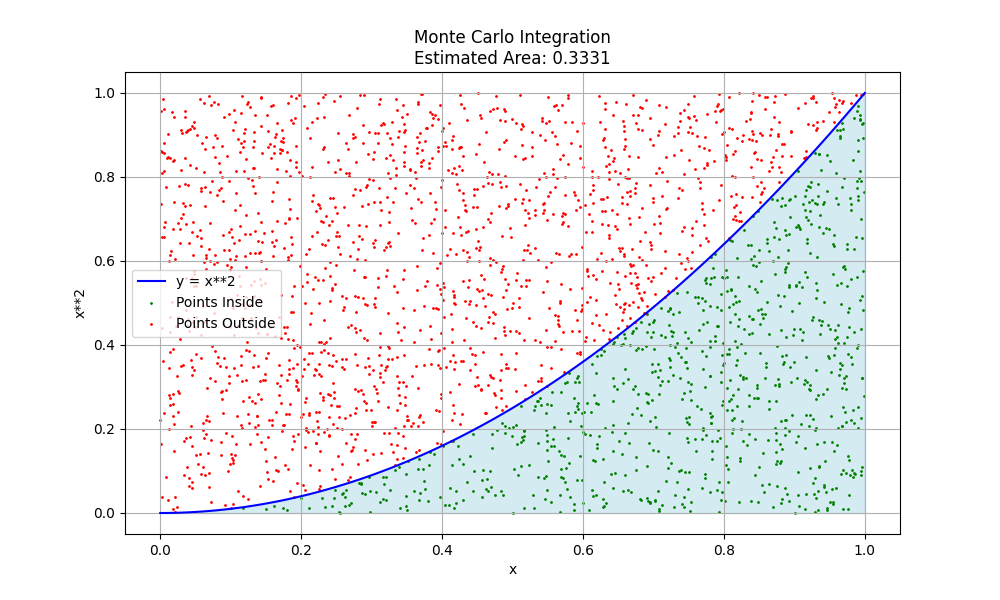 Monte Carlo Integration
Estimated Area: 0.3331
1.0
0.8
0.6
0.4
0.2
0.0
x**2
y = x**2
Points Inside
Points Outside
0.0 0.2 0.4 0.6 0.8 1.0
x